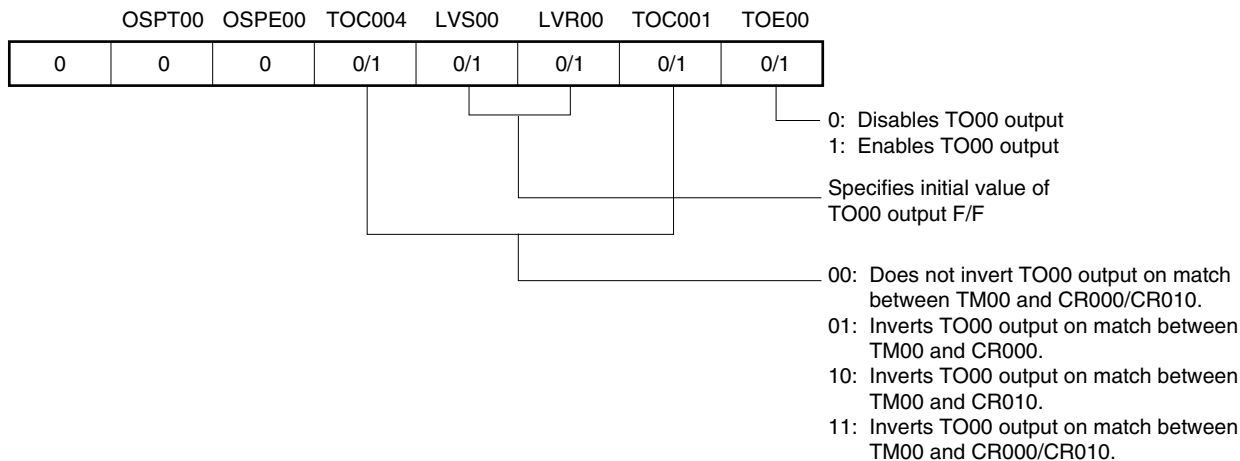 OSPT00 OSPE00 TOC004 LVS00 LVR00 TOC001 TOE00
0 0 0 0/1 0/1 0/1 0/1 0/1
0: Disables TO00 output
1: Enables TO00 output
Specifies initial value of
TO00 output F/F
00: Does not invert TO00 output on match
between TM00 and CR000/CR010.
01: Inverts TO00 output on match between
TM00 and CR000.
10: Inverts TO00 output on match between
TM00 and CR010.
11: Inverts TO00 output on match between
TM00 and CR000/CR010.